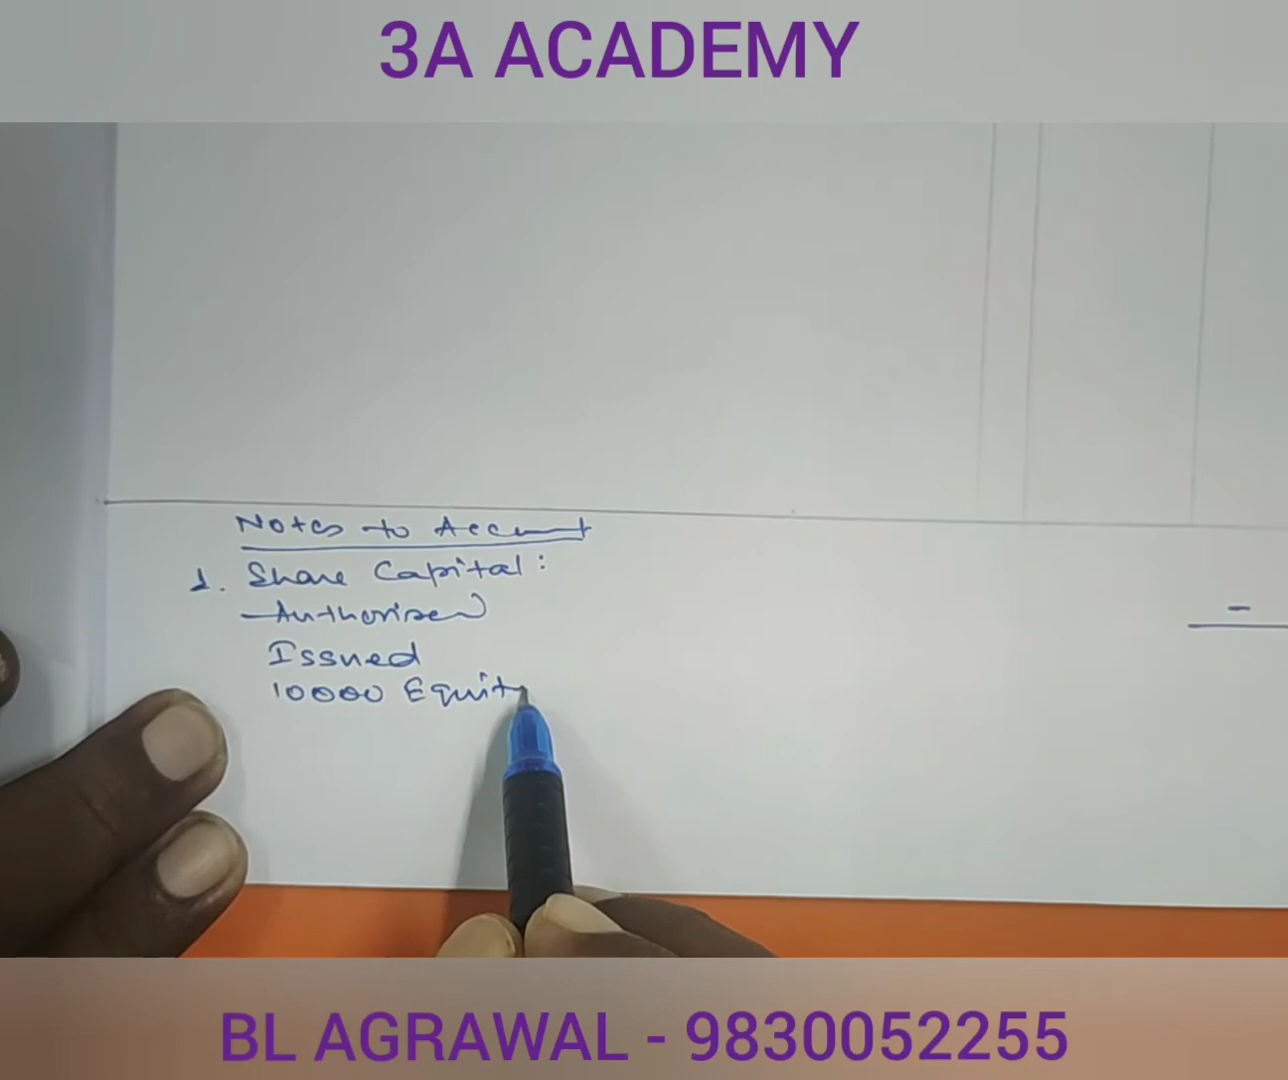 3A ACADEMY
Notes to Account
1. Share Capital:
Authorised
-
Issued
10000 Equity
BL AGRAWAL - 9830052255